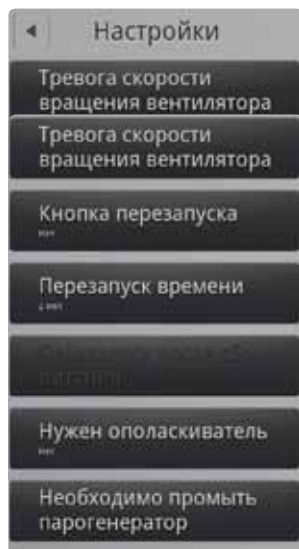 Настройки
Тревога скорости
вращения вентилятора
Тревога скорости
вращения вентилятора
Кнопка перезапуска
Перезапуск времени
Нужен ополаскиватель
Необходимо промыть
парогенератор